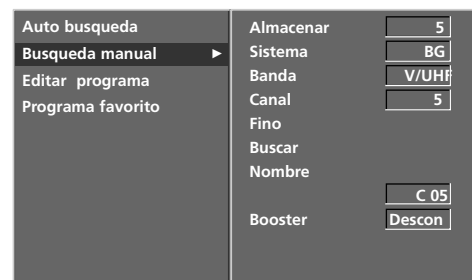 Auto busqueda
Busqueda manual ►
Editar programa
Programa favorito
Almacenar 5
Sistema BG
Banda V/UHF
Canal 5
Fino
Buscar
Nombre
C 05
Booster Descon